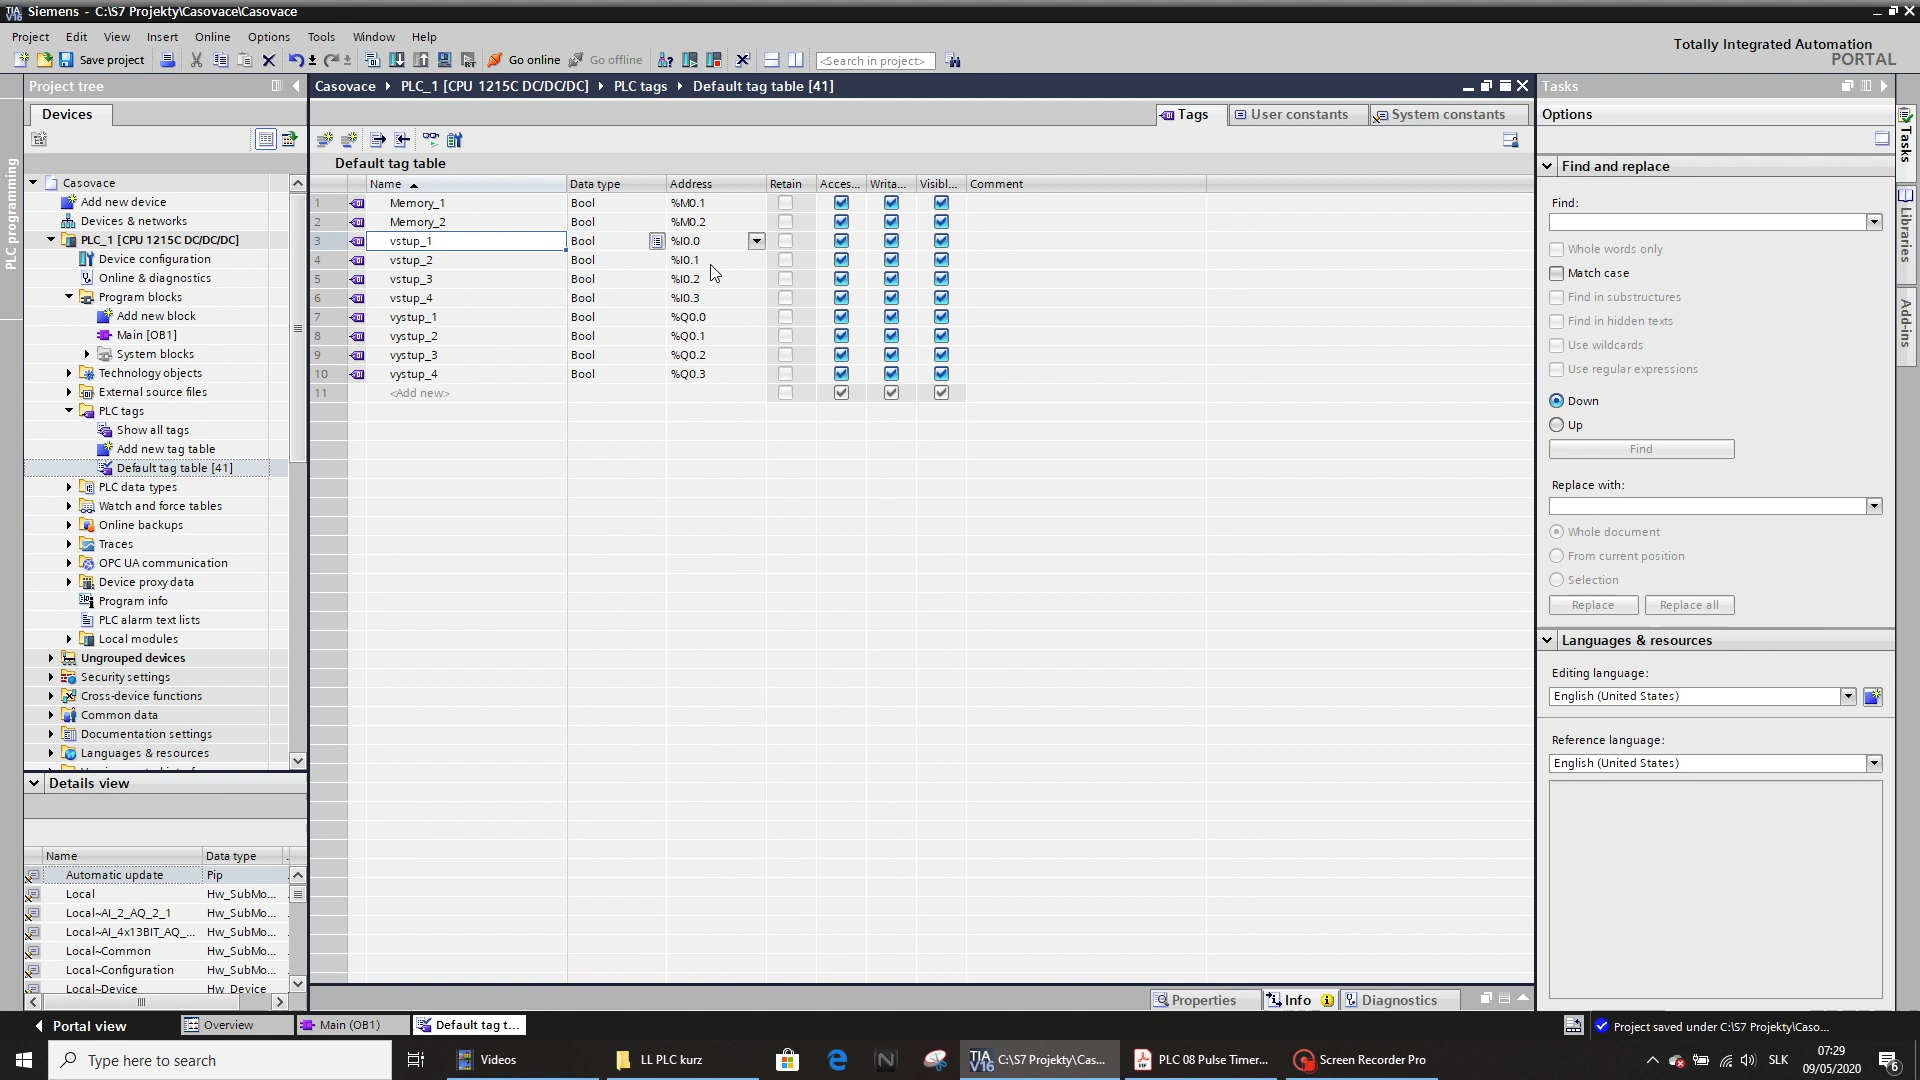 Siemens - C:\S7 Projekty\Casovace\Casovace
Project Edit View Insert Online Options Tools Window Help
Totally Integrated Automation
PORTAL
Save project Go online Go offline <Search in project>
Project tree
Casovace PLC_1 [CPU 1215C DC/DC/DC] PLC tags Default tag table [41]
Tasks
Devices
Tags User constants System constants
Options
PLC programming
Tasks
Libraries
Add-ins
Default tag table
Name Data type Address Retain Acces... Writa... Visibl... Comment
1 Memory_1 Bool %M0.1
2 Memory_2 Bool %M0.2
3 vstup_1 Bool %I0.0
4 vstup_2 Bool %I0.1
5 vstup_3 Bool %I0.2
6 vstup_4 Bool %I0.3
7 vystup_1 Bool %Q0.0
8 vystup_2 Bool %Q0.1
9 vystup_3 Bool %Q0.2
10 vystup_4 Bool %Q0.3
11 <Add new>
Casovace
Add new device
Devices & networks
PLC_1 [CPU 1215C DC/DC/DC]
Device configuration
Online & diagnostics
Program blocks
Add new block
Main [OB1]
System blocks
Technology objects
External source files
PLC tags
Show all tags
Add new tag table
Default tag table [41]
PLC data types
Watch and force tables
Online backups
Traces
OPC UA communication
Device proxy data
Program info
PLC alarm text lists
Local modules
Ungrouped devices
Security settings
Cross-device functions
Common data
Documentation settings
Languages & resources
Details view
Name Data type
Automatic update Pip
Local Hw_SubMo...
Local~AI_2_AQ_2_1 Hw_SubMo...
Local~AI_4x13BIT_AQ_... Hw_SubMo...
Local~Common Hw_SubMo...
Local~Configuration Hw_SubMo...
Local~Device Hw_Device
Find and replace
Find:
Whole words only
Match case
Find in substructures
Find in hidden texts
Use wildcards
Use regular expressions
Down
Up
Find
Replace with:
Whole document
From current position
Selection
Replace Replace all
Languages & resources
Editing language:
English (United States)
Reference language:
English (United States)
Properties Info Diagnostics
Portal view Overview Main (OB1) Default tag t...
Project saved under C:\S7 Projekty\Caso...
Type here to search
Videos
LL PLC kurz
TIA V16 C:\S7 Projekty\Cas...
PLC 08 Pulse Timer...
Screen Recorder Pro
SLK
07:29
09/05/2020
6